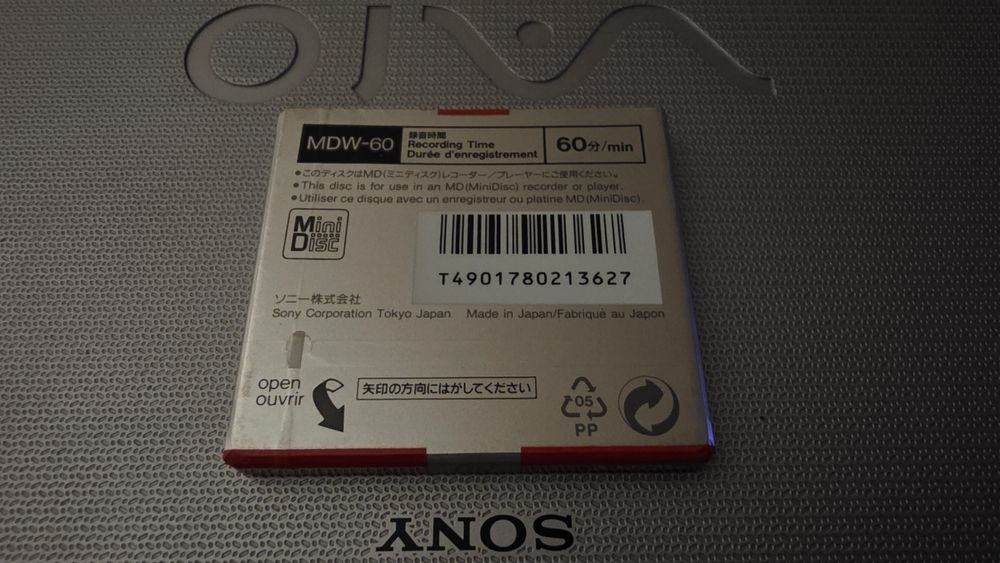 VAIO
MDW-60
録音時間
Recording Time
Durée d'enregistrement
60分/min
●このディスクはMD(ミニディスク)レコーダー/プレーヤーにご使用ください。
●This disc is for use in an MD(MiniDisc) recorder or player.
●Utiliser ce disque avec un enregistreur ou platine MD(MiniDisc).
Mini
Disc
T4901780213627
ソニー株式会社
Sony Corporation Tokyo Japan Made in Japan/Fabriqué au Japon
open
ouvrir
矢印の方向にはがしてください
05
PP
SONY